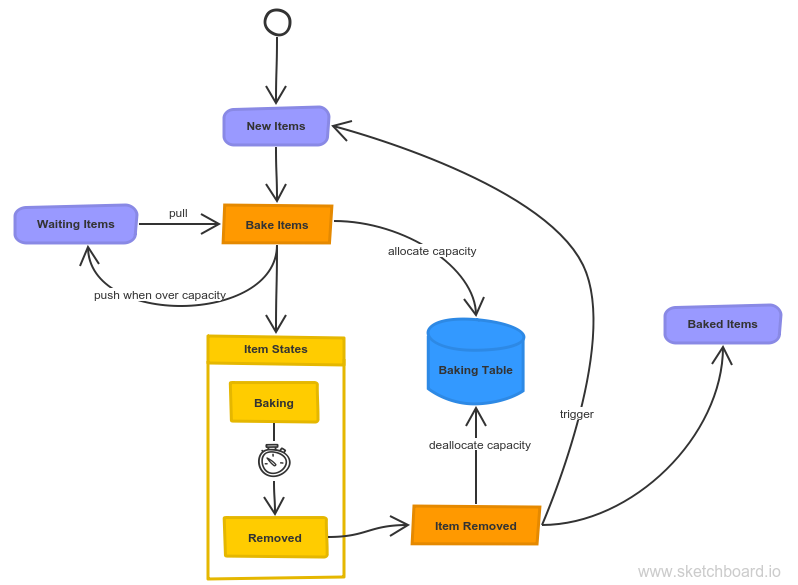 New Items
Waiting Items
pull
Bake Items
allocate capacity
push when over capacity
Item States
Baked Items
Baking Table
Baking
trigger
deallocate capacity
Removed
Item Removed
www.sketchboard.io